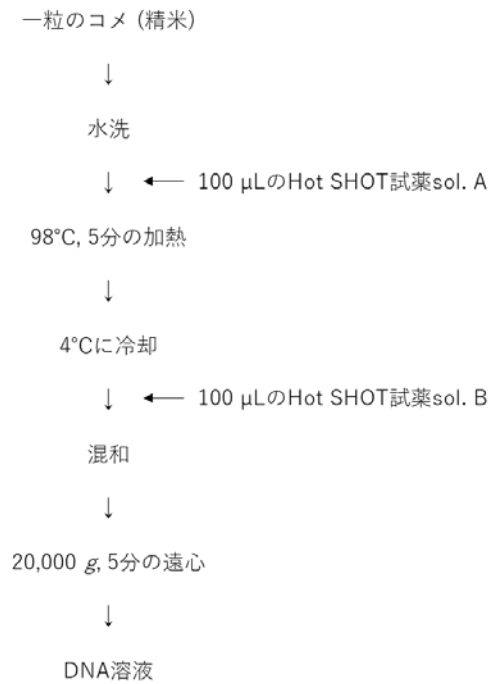 一粒のコメ (精米)
↓
水洗
↓ ← 100 μLのHot SHOT試薬sol. A
98°C, 5分の加熱
↓
4°Cに冷却
↓ ← 100 μLのHot SHOT試薬sol. B
混和
↓
20,000 g, 5分の遠心
↓
DNA溶液